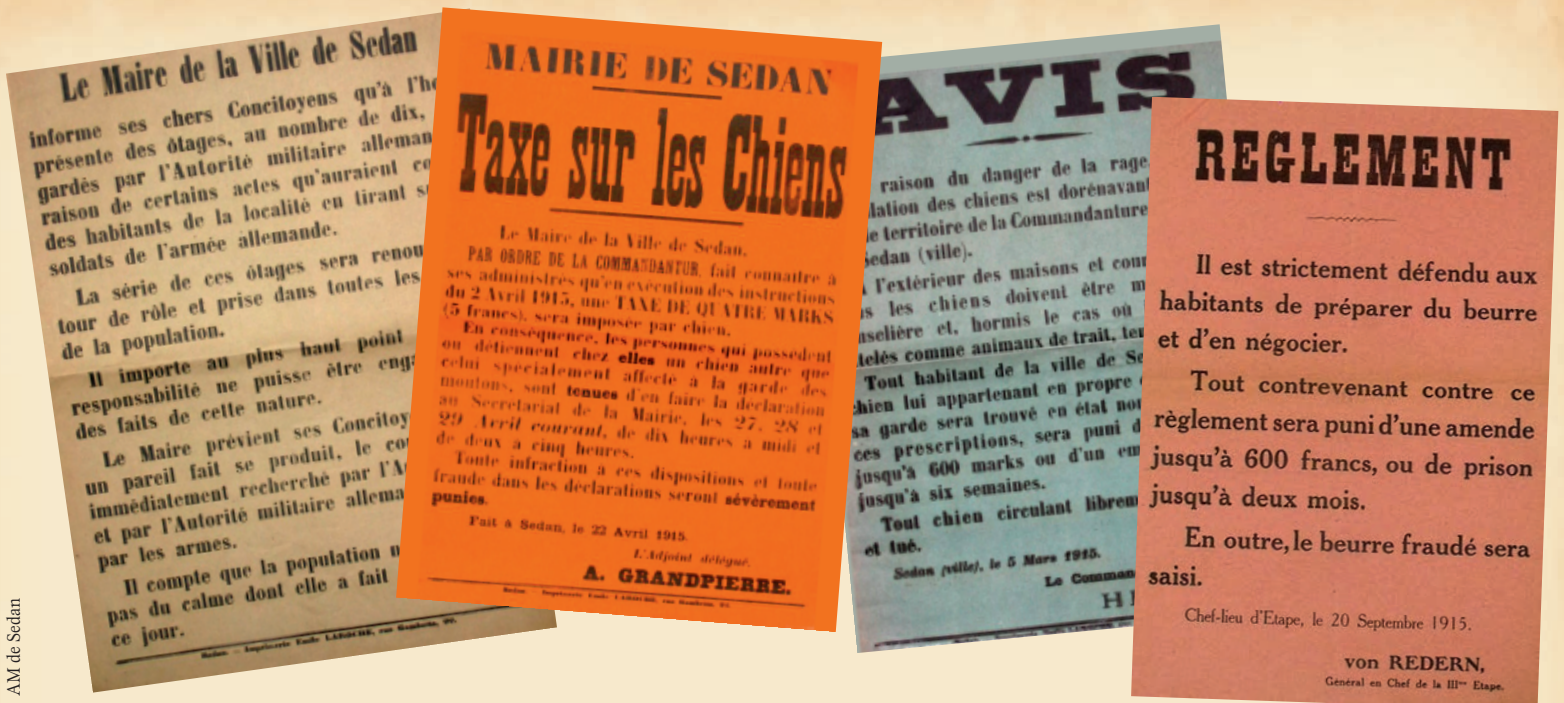 Le Maire de la Ville de Sedan
informe ses chers Concitoyens qu'à l'he
présente des ôtages, au nombre de dix,
gardés par l'Autorité militaire alleman
raison de certains actes qu'auraient co
des habitants de la localité en tirant s
soldats de l'armée allemande.
La série de ces ôtages sera renou
tour de rôle et prise dans toutes les
de la population.
Il importe au plus haut point
responsabilité ne puisse être enga
des faits de cette nature.
Le Maire prévient ses Concitoy
un pareil fait se produit, le co
immédiatement recherché par l'A
et par l'Autorité militaire allema
par les armes.
Il compte que la population n
pas du calme dont elle a fait
ce jour.
Sedan. — Imprimerie Emile LAROCHE, rue Gambetta, 22.
MAIRIE DE SEDAN
Taxe sur les Chiens
Le Maire de la Ville de Sedan,
PAR ORDRE DE LA COMMANDANTUR, fait connaître à
ses administrés qu'en exécution des instructions
du 2 Avril 1915, une TAXE DE QUATRE MARKS
(5 francs), sera imposée par chien.
En conséquence, les personnes qui possèdent
ou détiennent chez elles un chien autre que
celui spécialement affecté à la garde des
moutons, sont tenues d'en faire la déclaration
au Secrétariat de la Mairie, les 27, 28 et
29 Avril courant, de dix heures à midi et
de deux à cinq heures.
Toute infraction à ces dispositions et toute
fraude dans les déclarations seront sévèrement
punies.
Fait à Sedan, le 22 Avril 1915.
L'Adjoint délégué,
A. GRANDPIERRE.
Sedan. — Imprimerie Emile LAROCHE, rue Gambetta, 22.
AVIS
raison du danger de la rage
lation des chiens est dorénavant
e territoire de la Commandanture
Sedan (ville).
l'extérieur des maisons et cour
s les chiens doivent être m
uselière et, hormis le cas où
telés comme animaux de trait, ten
Tout habitant de la ville de Se
chien lui appartenant en propre
sa garde sera trouvé en état non
ces prescriptions, sera puni d
jusqu'à 600 marks ou d'un em
jusqu'à six semaines.
Tout chien circulant librem
et tué.
Sedan (ville), le 5 Mars 1915.
Le Comman
H
REGLEMENT
Il est strictement défendu aux
habitants de préparer du beurre
et d'en négocier.
Tout contrevenant contre ce
règlement sera puni d'une amende
jusqu'à 600 francs, ou de prison
jusqu'à deux mois.
En outre, le beurre fraudé sera
saisi.
Chef-lieu d'Etape, le 20 Septembre 1915.
von REDERN,
Général en Chef de la IIIme Etape.
AM de Sedan